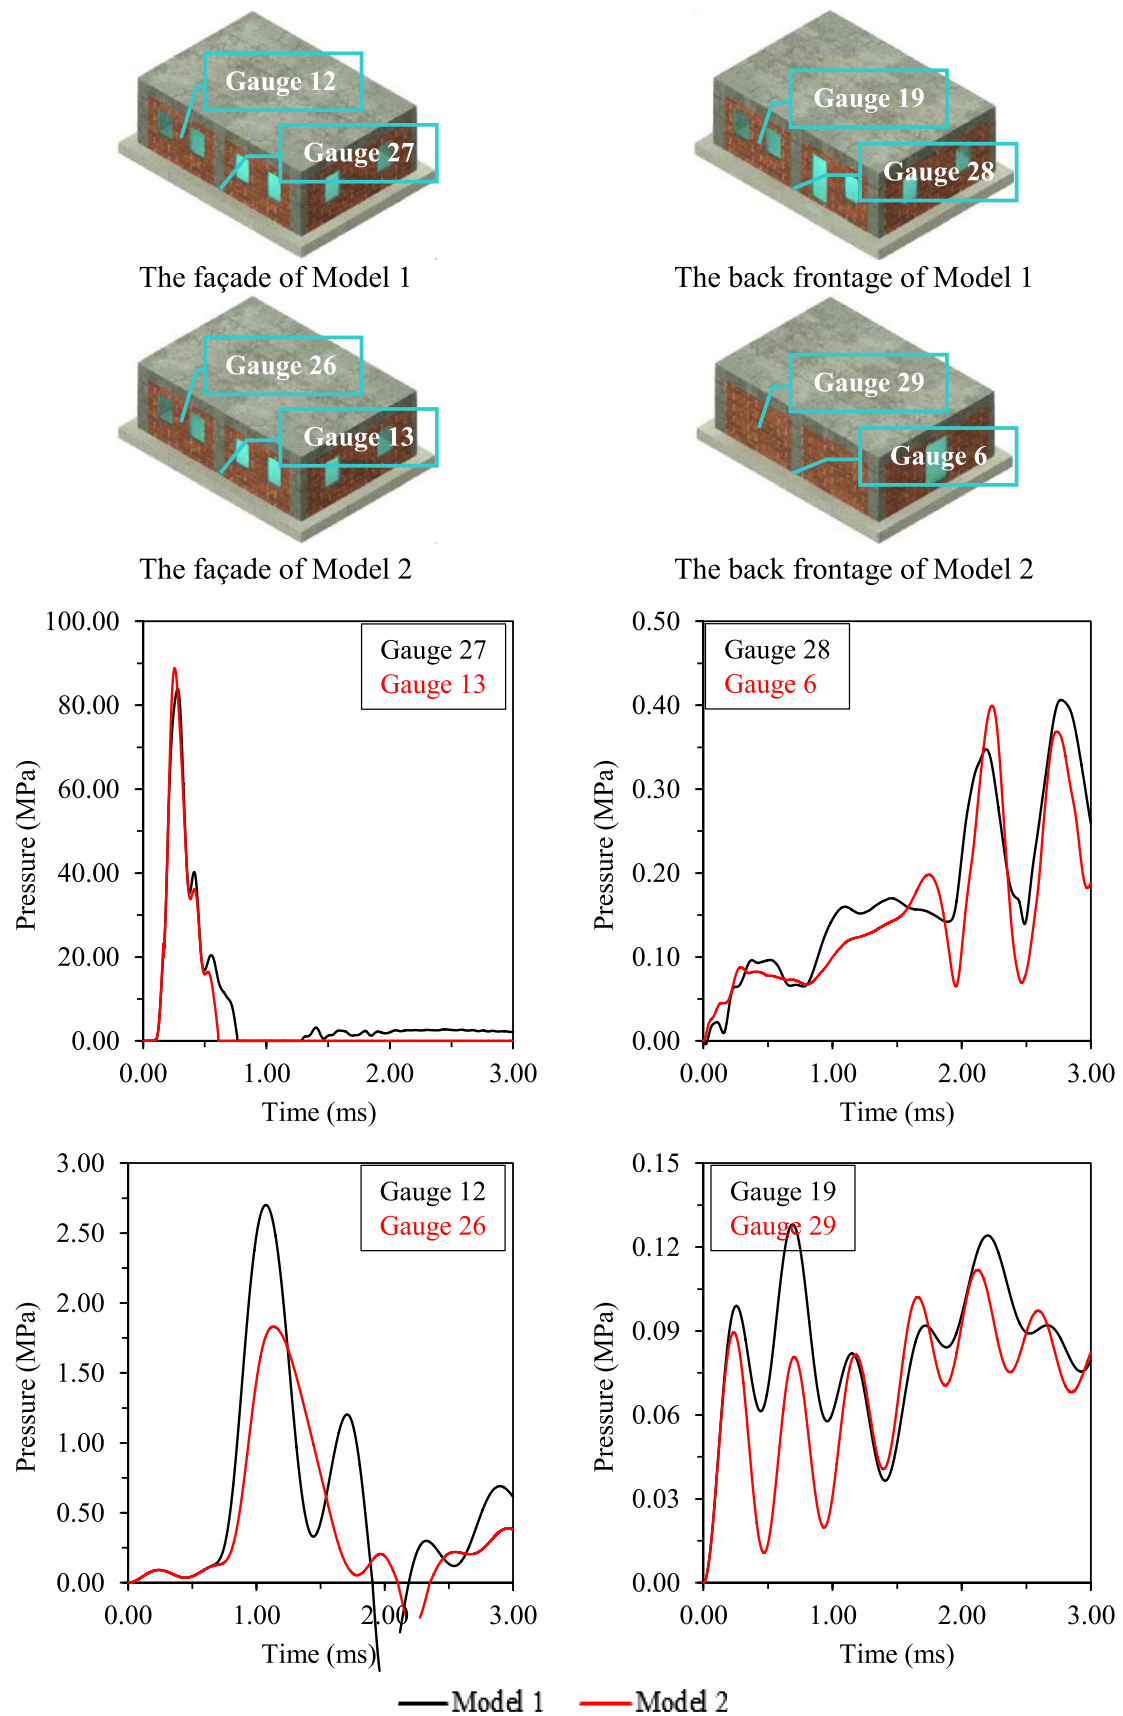 Gauge 12
Gauge 27
The façade of Model 1
Gauge 19
Gauge 28
The back frontage of Model 1
Gauge 26
Gauge 13
The façade of Model 2
Gauge 29
Gauge 6
The back frontage of Model 2
100.00
80.00
60.00
40.00
20.00
0.00
Pressure (MPa)
Gauge 27
Gauge 13
0.00 1.00 2.00 3.00
Time (ms)
0.50
0.40
0.30
0.20
0.10
0.00
Pressure (MPa)
Gauge 28
Gauge 6
0.00 1.00 2.00 3.00
Time (ms)
3.00
2.50
2.00
1.50
1.00
0.50
0.00
Pressure (MPa)
Gauge 12
Gauge 26
0.00 1.00 2.00 3.00
Time (ms)
0.15
0.12
0.09
0.06
0.03
0.00
Pressure (MPa)
Gauge 19
Gauge 29
0.00 1.00 2.00 3.00
Time (ms)
Model 1 Model 2